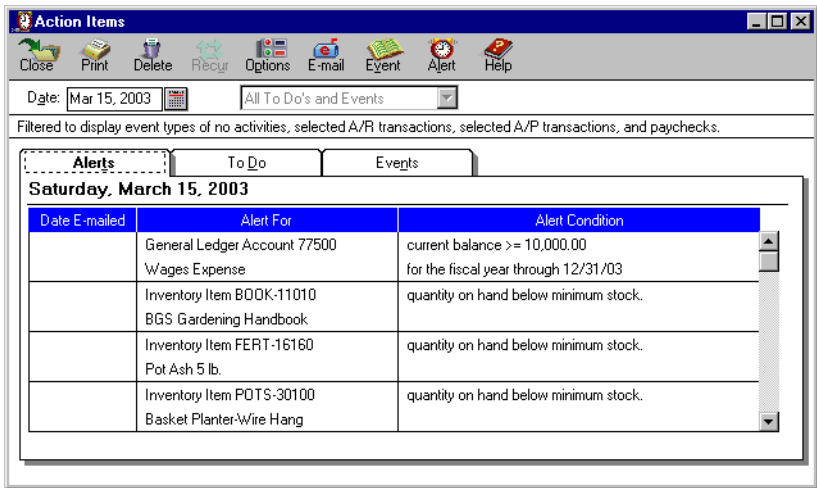 Action Items
Close Print Delete Recur Options E-mail Event Alert Help
Date: Mar 15, 2003 All To Do's and Events
Filtered to display event types of no activities, selected A/R transactions, selected A/P transactions, and paychecks.
Alerts To Do Events
Saturday, March 15, 2003
Date E-mailed Alert For Alert Condition
General Ledger Account 77500 current balance >= 10,000.00
Wages Expense for the fiscal year through 12/31/03
Inventory Item BOOK-11010 quantity on hand below minimum stock.
BGS Gardening Handbook
Inventory Item FERT-16160 quantity on hand below minimum stock.
Pot Ash 5 lb.
Inventory Item POTS-30100 quantity on hand below minimum stock.
Basket Planter-Wire Hang